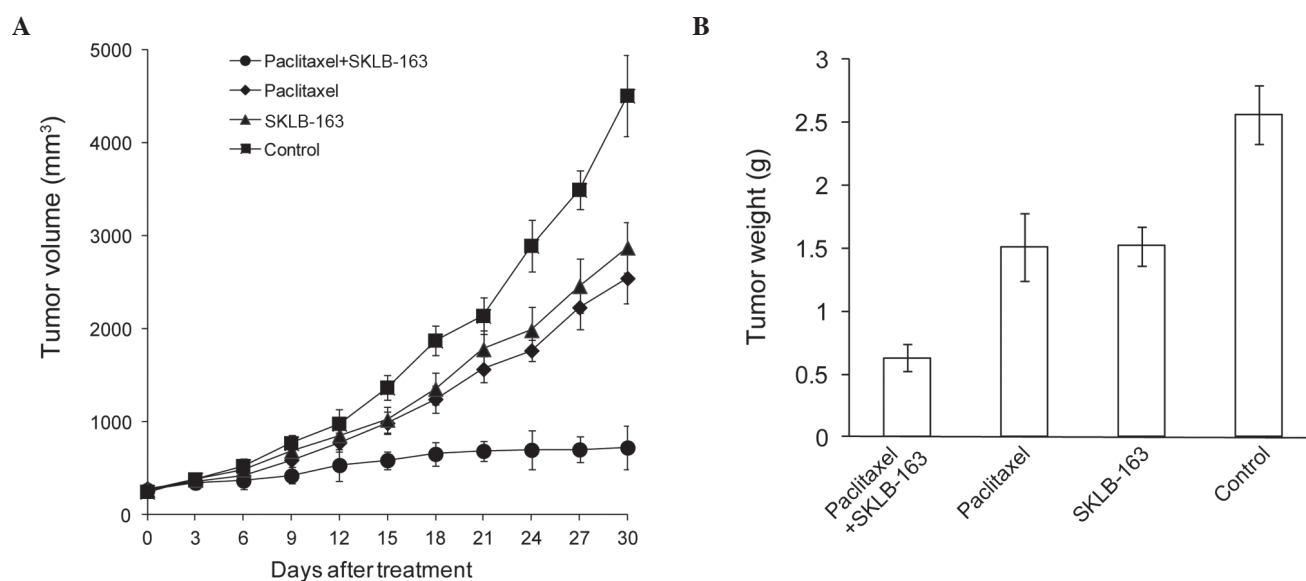 A
Tumor volume (mm³)
5000
4000
3000
2000
1000
0
Paclitaxel+SKLB-163
Paclitaxel
SKLB-163
Control
0 3 6 9 12 15 18 21 24 27 30
Days after treatment
B
Tumor weight (g)
3
2.5
2
1.5
1
0.5
0
Paclitaxel
+SKLB-163
Paclitaxel
SKLB-163
Control